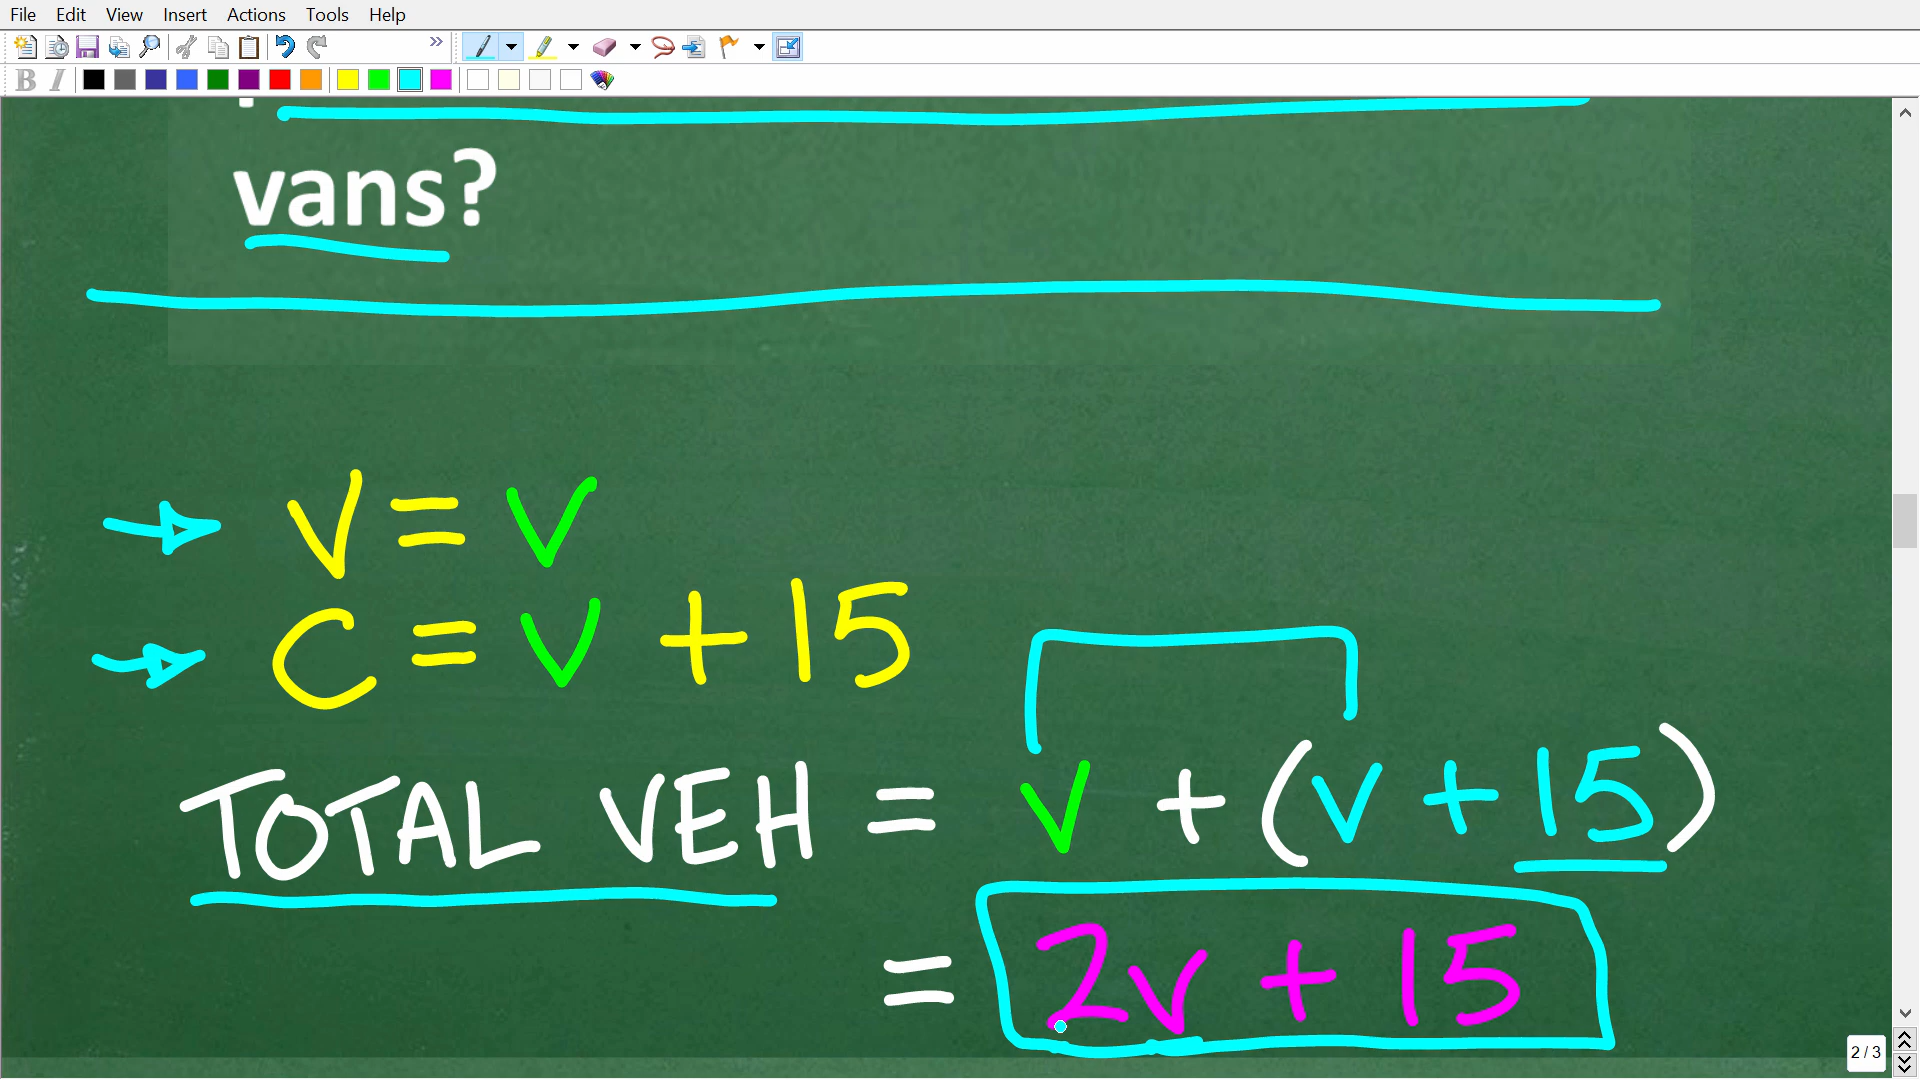 File Edit View Insert Actions Tools Help
B I
vans?
V = V
C = V + 15
TOTAL VEH = V + (V + 15)
= 2V + 15
2 / 3